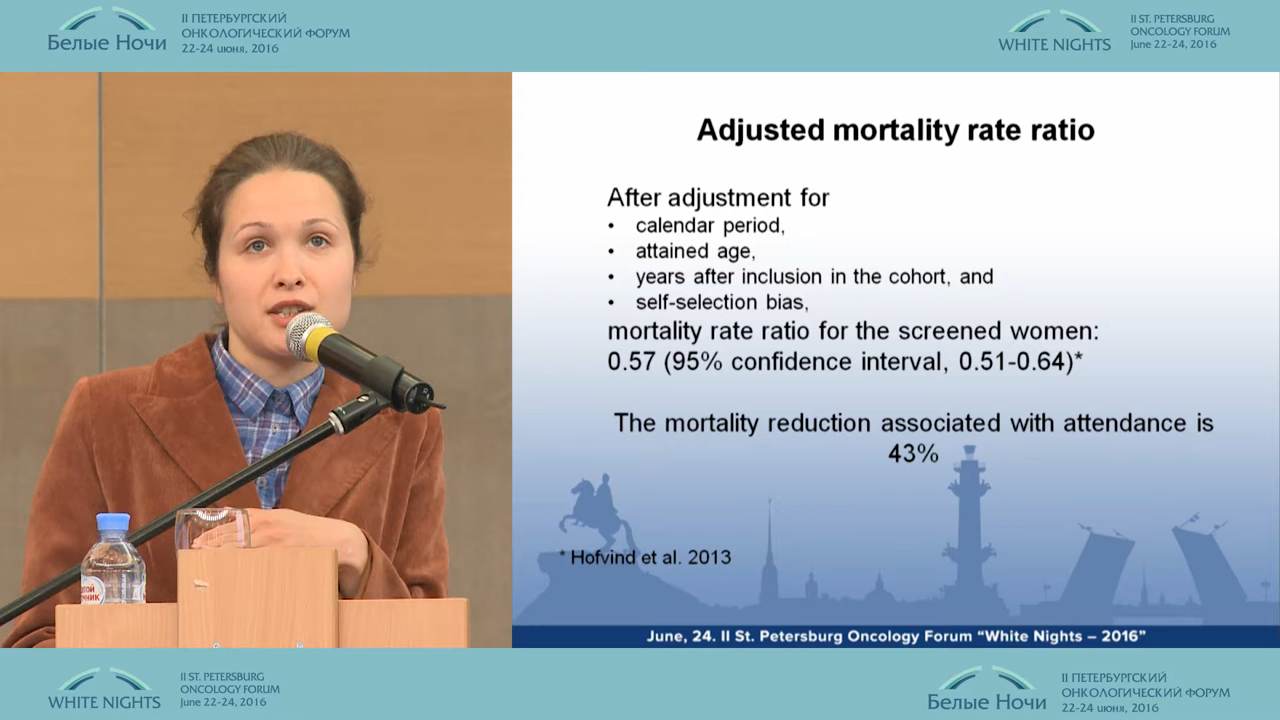 II ПЕТЕРБУРГСКИЙ
ОНКОЛОГИЧЕСКИЙ ФОРУМ
22-24 июня, 2016
Белые Ночи
II ST. PETERSBURG
ONCOLOGY FORUM
June 22-24, 2016
WHITE NIGHTS
Adjusted mortality rate ratio
After adjustment for
• calendar period,
• attained age,
• years after inclusion in the cohort, and
• self-selection bias,
mortality rate ratio for the screened women:
0.57 (95% confidence interval, 0.51-0.64)*
The mortality reduction associated with attendance is
43%
* Hofvind et al. 2013
June, 24. II St. Petersburg Oncology Forum “White Nights – 2016”
II ST. PETERSBURG
ONCOLOGY FORUM
June 22-24, 2016
WHITE NIGHTS
II ПЕТЕРБУРГСКИЙ
ОНКОЛОГИЧЕСКИЙ ФОРУМ
22-24 июня, 2016
Белые Ночи